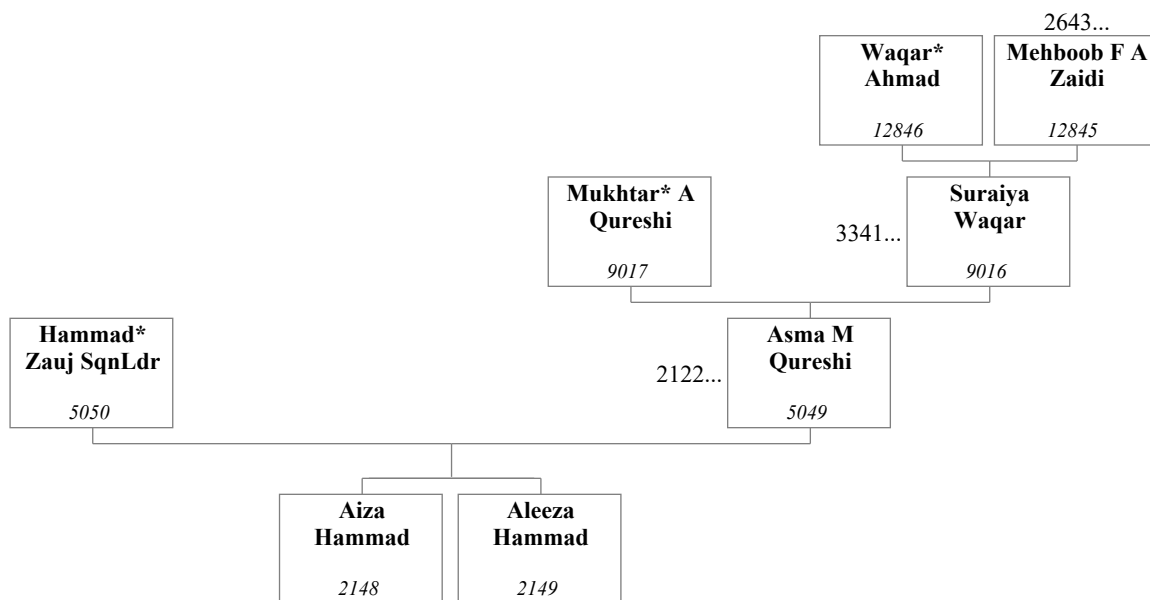 2643...
Waqar*
Ahmad
12846
Mehboob F A
Zaidi
12845
Mukhtar* A
Qureshi
9017
3341...
Suraiya
Waqar
9016
Hammad*
Zauj SqnLdr
5050
2122...
Asma M
Qureshi
5049
Aiza
Hammad
2148
Aleeza
Hammad
2149